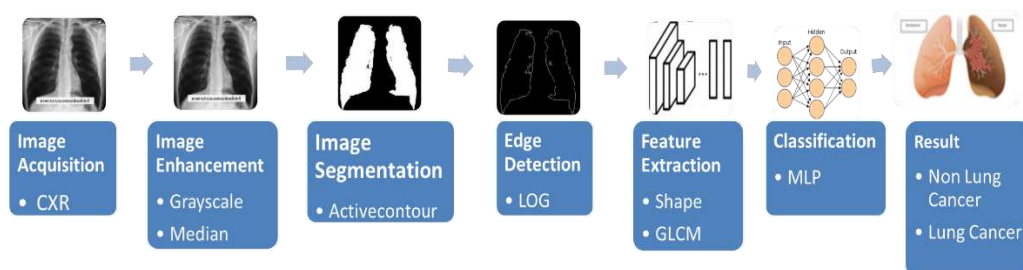 Input
Hidden
Output
Image
Acquisition
• CXR
Image
Enhancement
• Grayscale
• Median
Image
Segmentation
• Activecontour
Edge
Detection
• LOG
Feature
Extraction
• Shape
• GLCM
Classification
• MLP
Result
• Non Lung
Cancer
• Lung Cancer